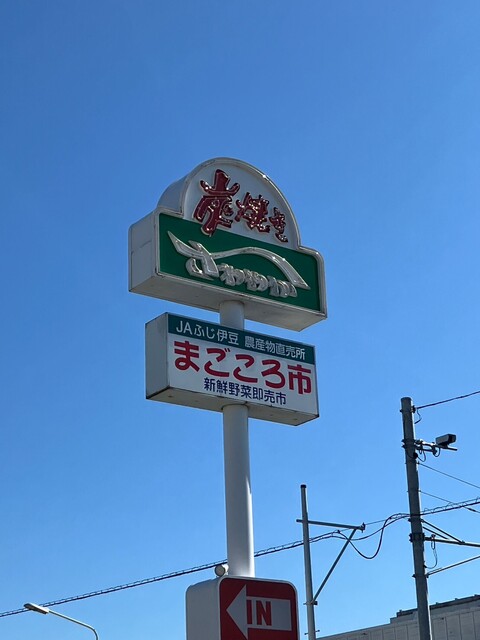 炭焼き
さわやか
JAふじ伊豆 農産物直売所
まごころ市
新鮮野菜即売市
IN